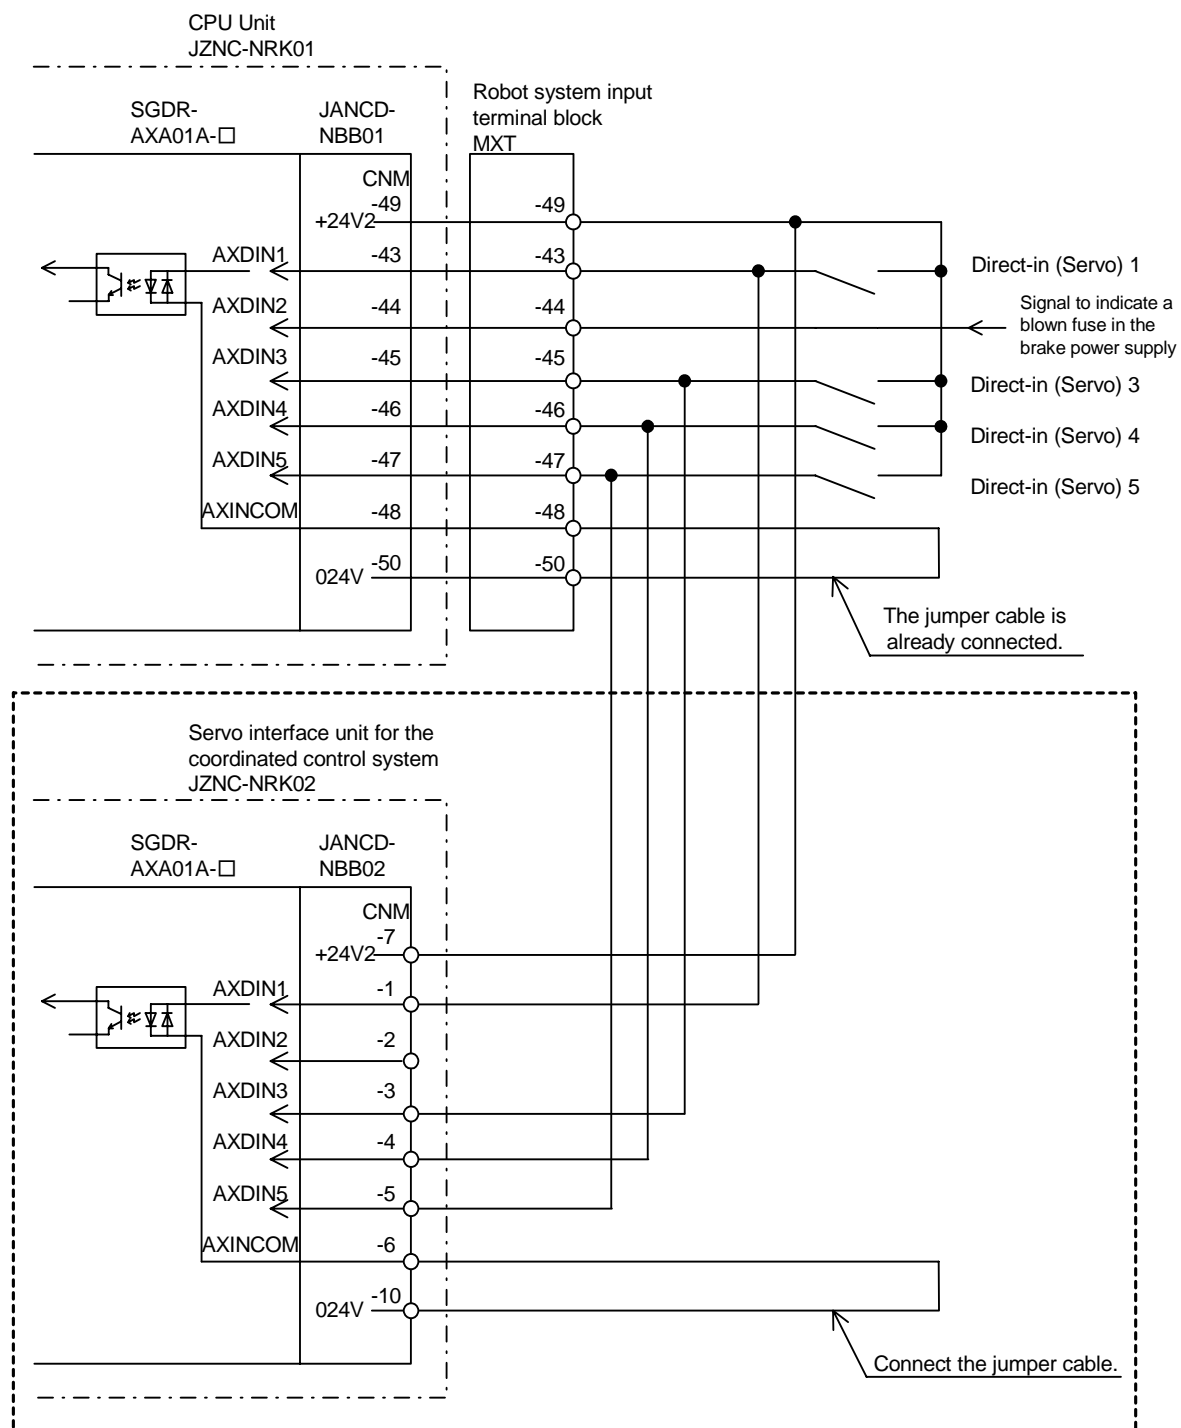 CPU Unit
JZNC-NRK01
SGDR-
AXA01A-□
JANCD-
NBB01
Robot system input
terminal block
MXT
CNM
-49
+24V2
-49
AXDIN1
-43
-43
Direct-in (Servo) 1
AXDIN2
-44
-44
Signal to indicate a
blown fuse in the
brake power supply
AXDIN3
-45
-45
Direct-in (Servo) 3
AXDIN4
-46
-46
Direct-in (Servo) 4
AXDIN5
-47
-47
Direct-in (Servo) 5
AXINCOM
-48
-48
024V
-50
-50
The jumper cable is
already connected.
Servo interface unit for the
coordinated control system
JZNC-NRK02
SGDR-
AXA01A-□
JANCD-
NBB02
CNM
-7
+24V2
AXDIN1
-1
AXDIN2
-2
AXDIN3
-3
AXDIN4
-4
AXDIN5
-5
AXINCOM
-6
024V
-10
Connect the jumper cable.